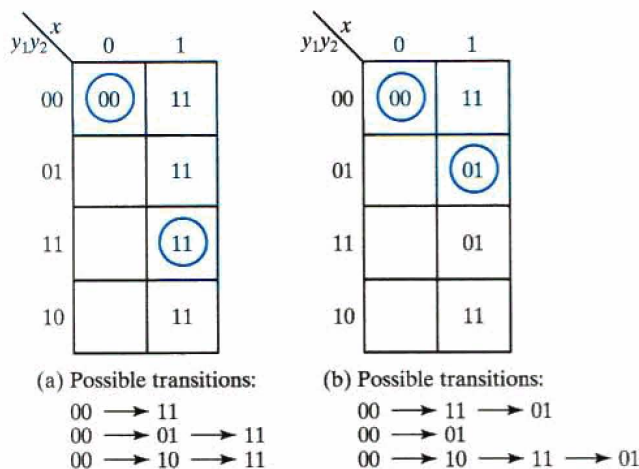 x x
y₁y₂ 0 1 y₁y₂ 0 1
00 00 11 00 00 11
01 11 01 01
11 11 11 01
10 11 10 11
(a) Possible transitions: (b) Possible transitions:
00 → 11 00 → 11 → 01
00 → 01 → 11 00 → 01
00 → 10 → 11 00 → 10 → 11 → 01